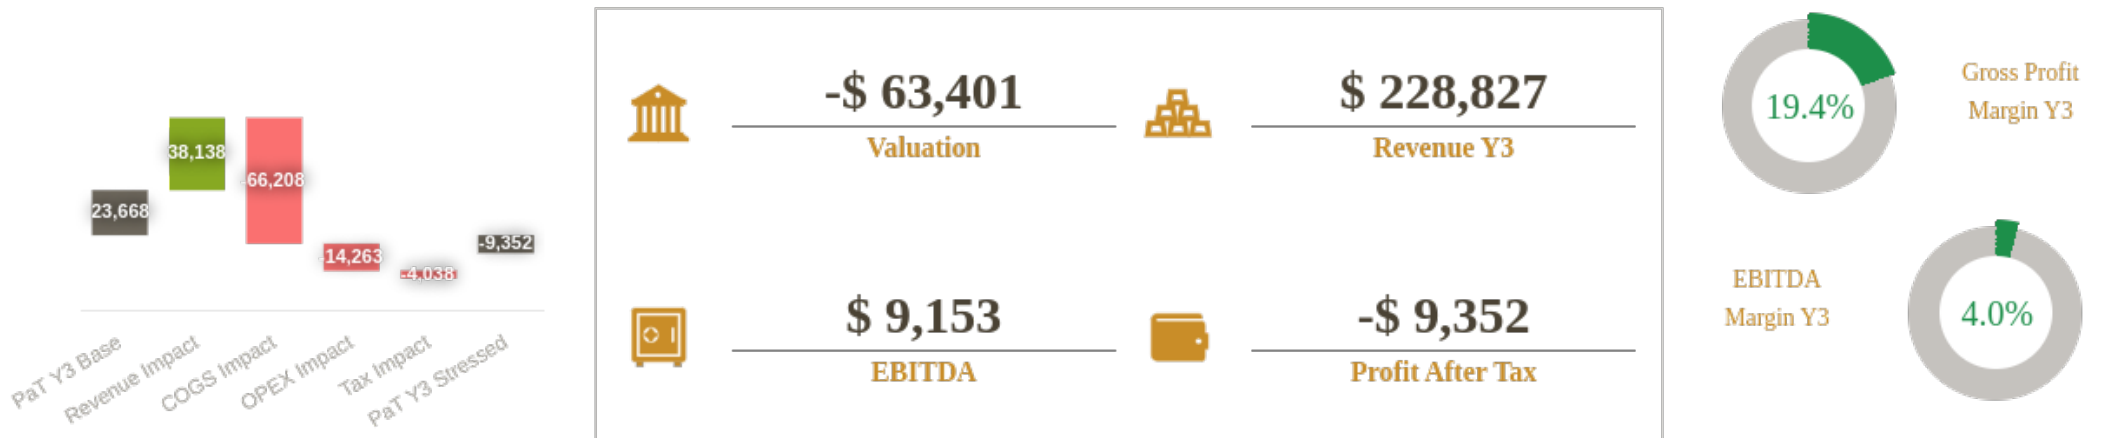 23,668
38,138
-66,208
-14,263
-4,038
-9,352
PaT Y3 Base
Revenue Impact
COGS Impact
OPEX Impact
Tax Impact
PaT Y3 Stressed
-$ 63,401
Valuation
$ 228,827
Revenue Y3
$ 9,153
EBITDA
-$ 9,352
Profit After Tax
19.4%
Gross Profit
Margin Y3
EBITDA
Margin Y3
4.0%